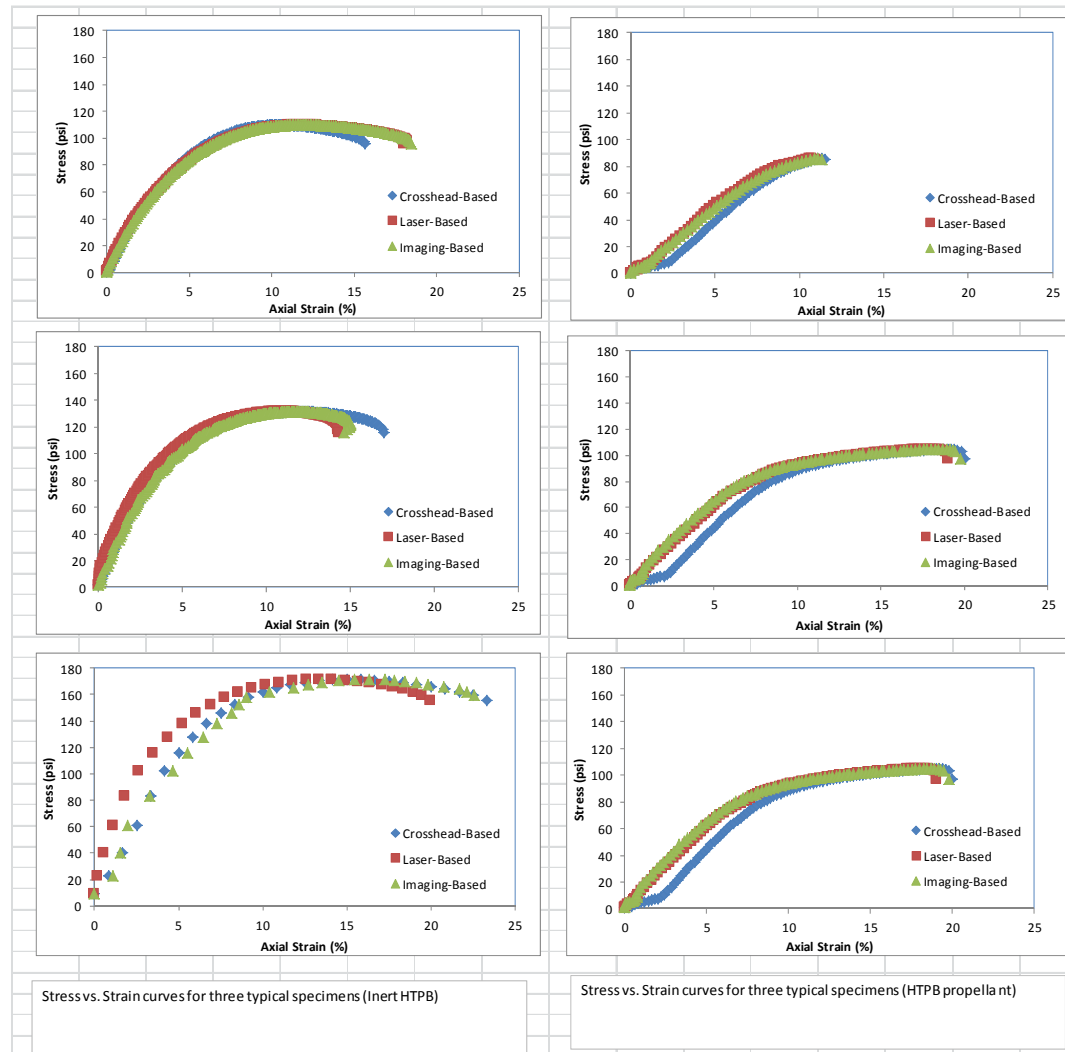 180
160
140
120
100
80
60
40
20
0
Stress (psi)
0 5 10 15 20 25
Axial Strain (%)
Crosshead-Based
Laser-Based
Imaging-Based
180
160
140
120
100
80
60
40
20
0
Stress (psi)
0 5 10 15 20 25
Axial Strain (%)
Crosshead-Based
Laser-Based
Imaging-Based
180
160
140
120
100
80
60
40
20
0
Stress (psi)
0 5 10 15 20 25
Axial Strain (%)
Crosshead-Based
Laser-Based
Imaging-Based
180
160
140
120
100
80
60
40
20
0
Stress (psi)
0 5 10 15 20 25
Axial Strain (%)
Crosshead-Based
Laser-Based
Imaging-Based
180
160
140
120
100
80
60
40
20
0
Stress (psi)
0 5 10 15 20 25
Axial Strain (%)
Crosshead-Based
Laser-Based
Imaging-Based
180
160
140
120
100
80
60
40
20
0
Stress (psi)
0 5 10 15 20 25
Axial Strain (%)
Crosshead-Based
Laser-Based
Imaging-Based
Stress vs. Strain curves for three typical specimens (Inert HTPB)
Stress vs. Strain curves for three typical specimens (HTPB propellant)